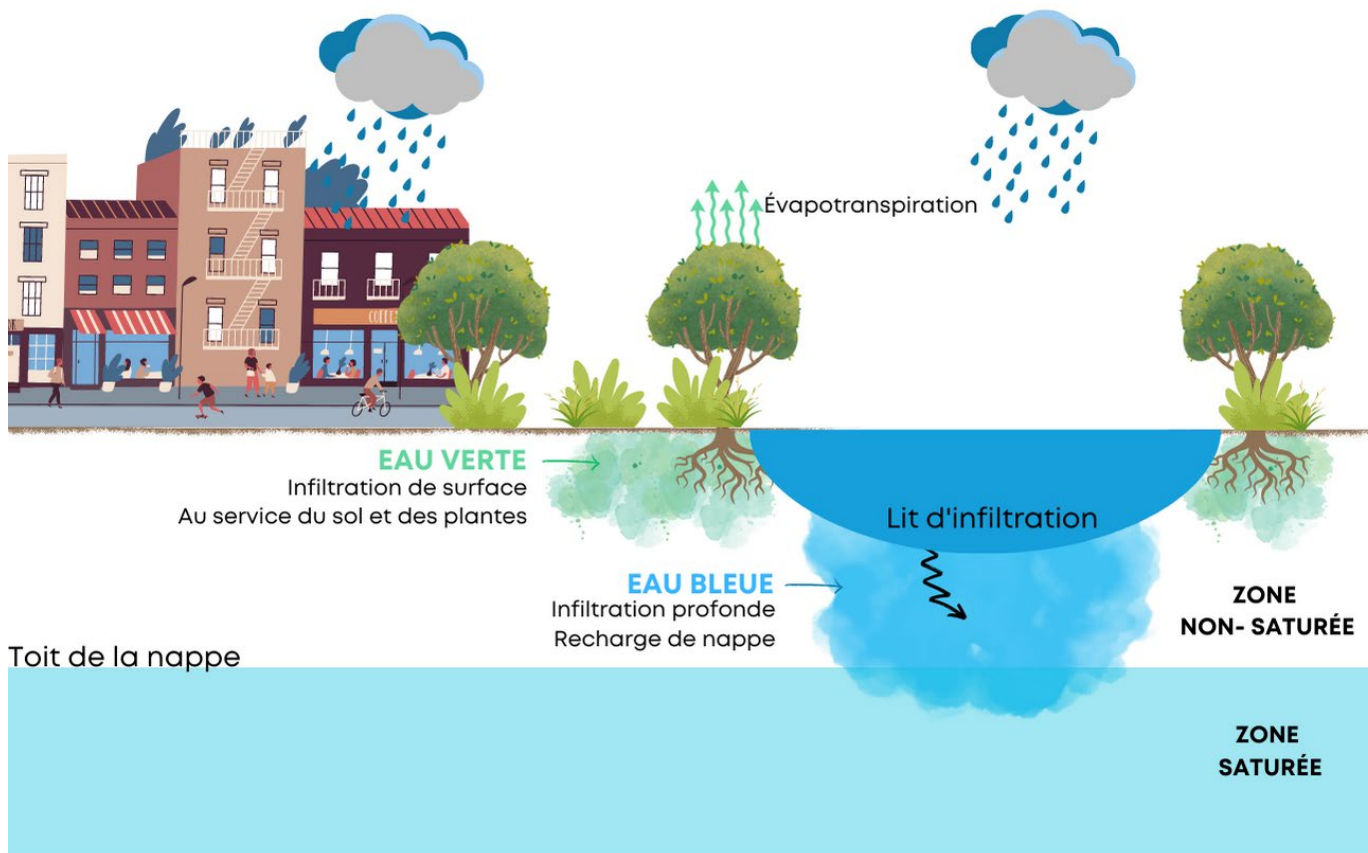 Évapotranspiration
EAU VERTE
Infiltration de surface
Au service du sol et des plantes
Lit d'infiltration
EAU BLEUE
Infiltration profonde
Recharge de nappe
ZONE
NON- SATURÉE
Toit de la nappe
ZONE
SATURÉE